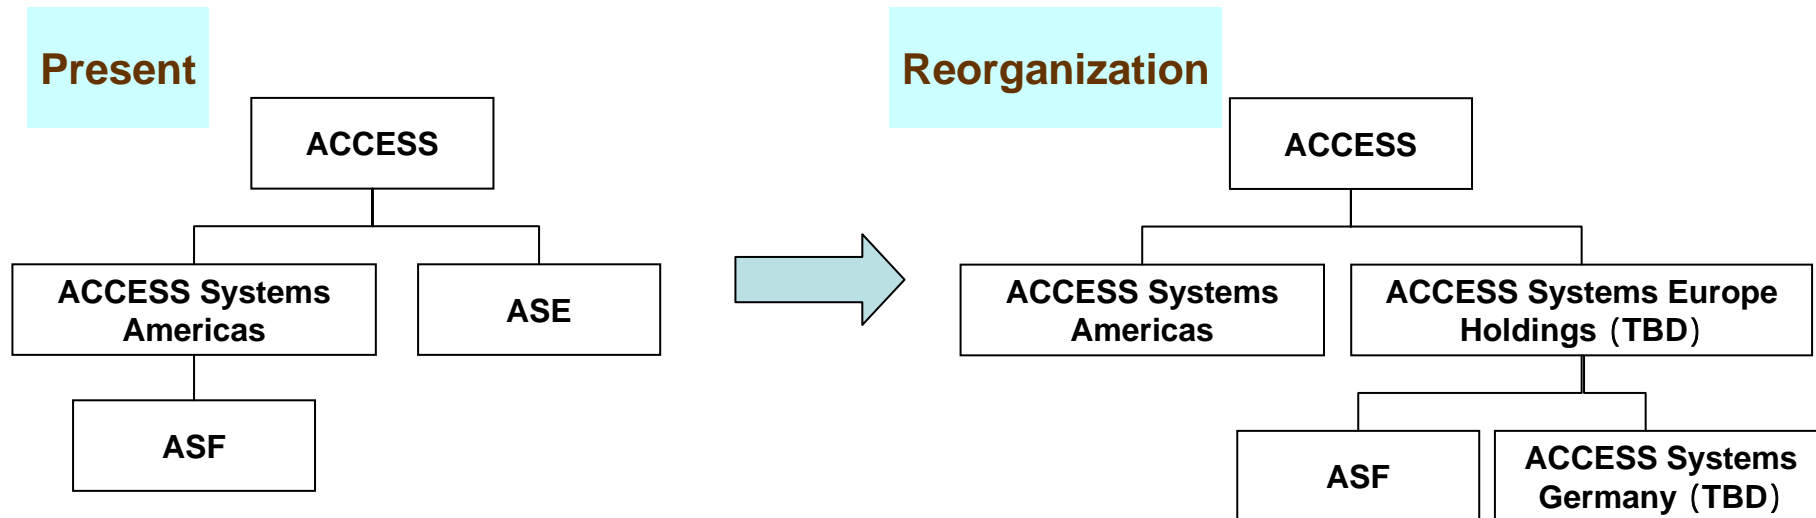 Present
ACCESS
ACCESS Systems
Americas
ASE
ASF
Reorganization
ACCESS
ACCESS Systems
Americas
ACCESS Systems Europe
Holdings（TBD）
ASF
ACCESS Systems
Germany（TBD）